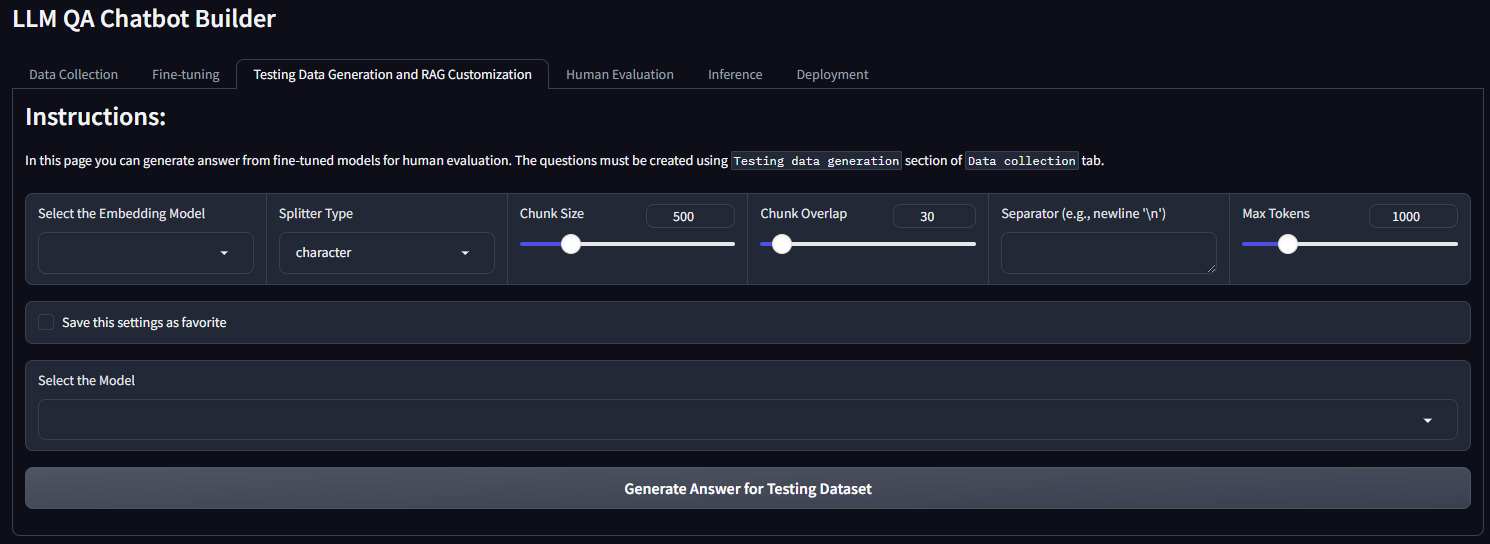 LLM QA Chatbot Builder
Data Collection Fine-tuning Testing Data Generation and RAG Customization Human Evaluation Inference Deployment
Instructions:
In this page you can generate answer from fine-tuned models for human evaluation. The questions must be created using Testing data generation section of Data collection tab.
Select the Embedding Model Splitter Type Chunk Size 500 Chunk Overlap 30 Separator (e.g., newline '\n') Max Tokens 1000
character
Save this settings as favorite
Select the Model
Generate Answer for Testing Dataset